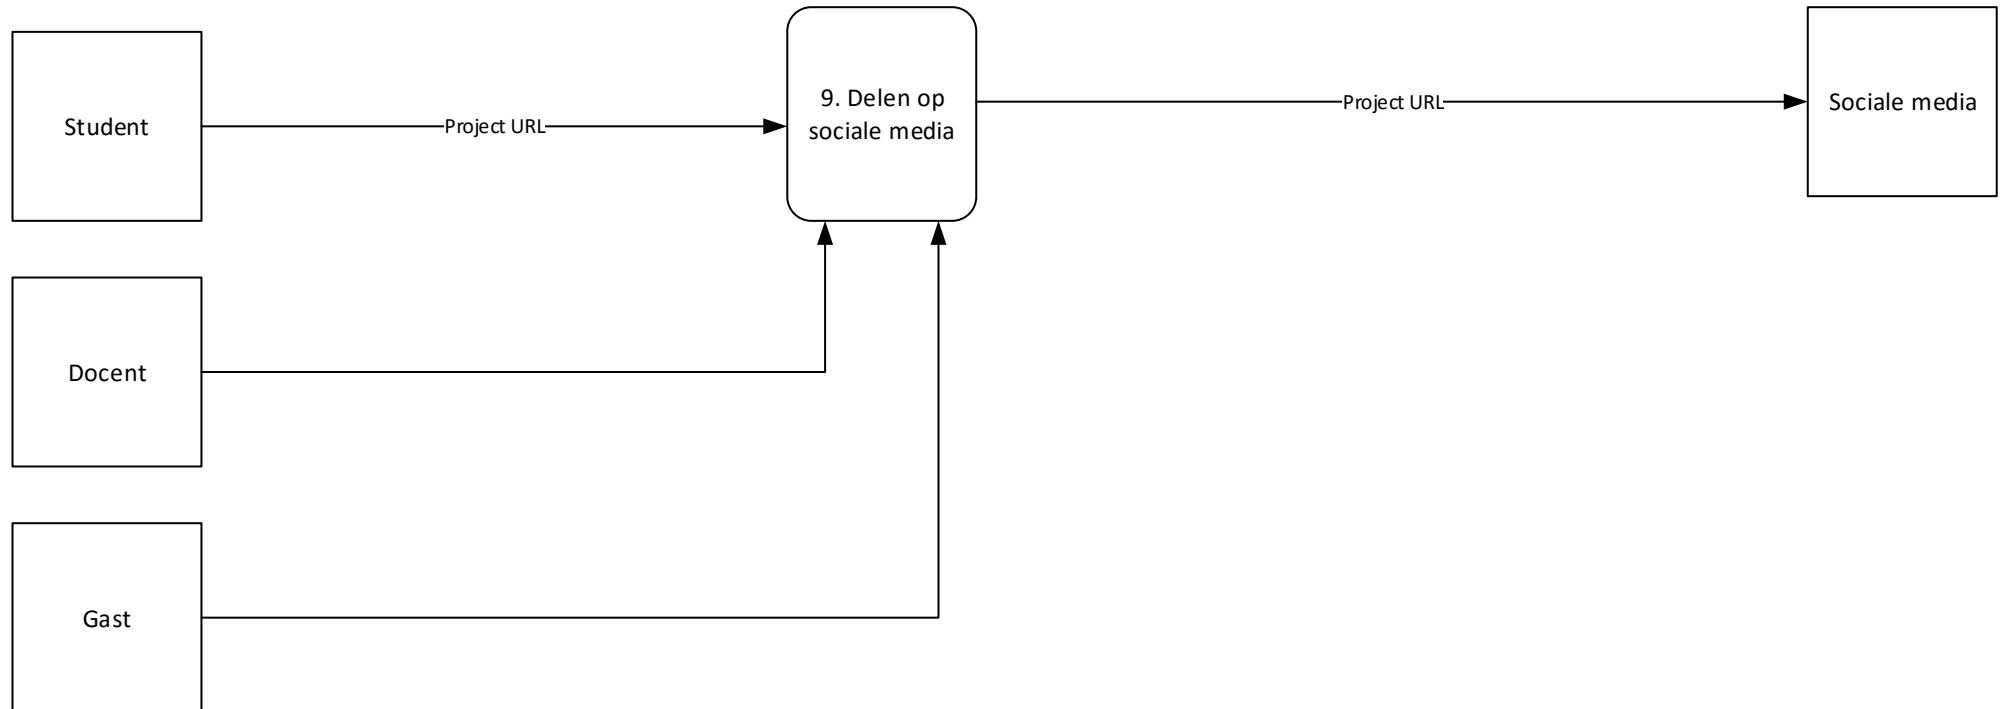 Student
Project URL
9. Delen op
sociale media
Project URL
Sociale media
Docent
Gast